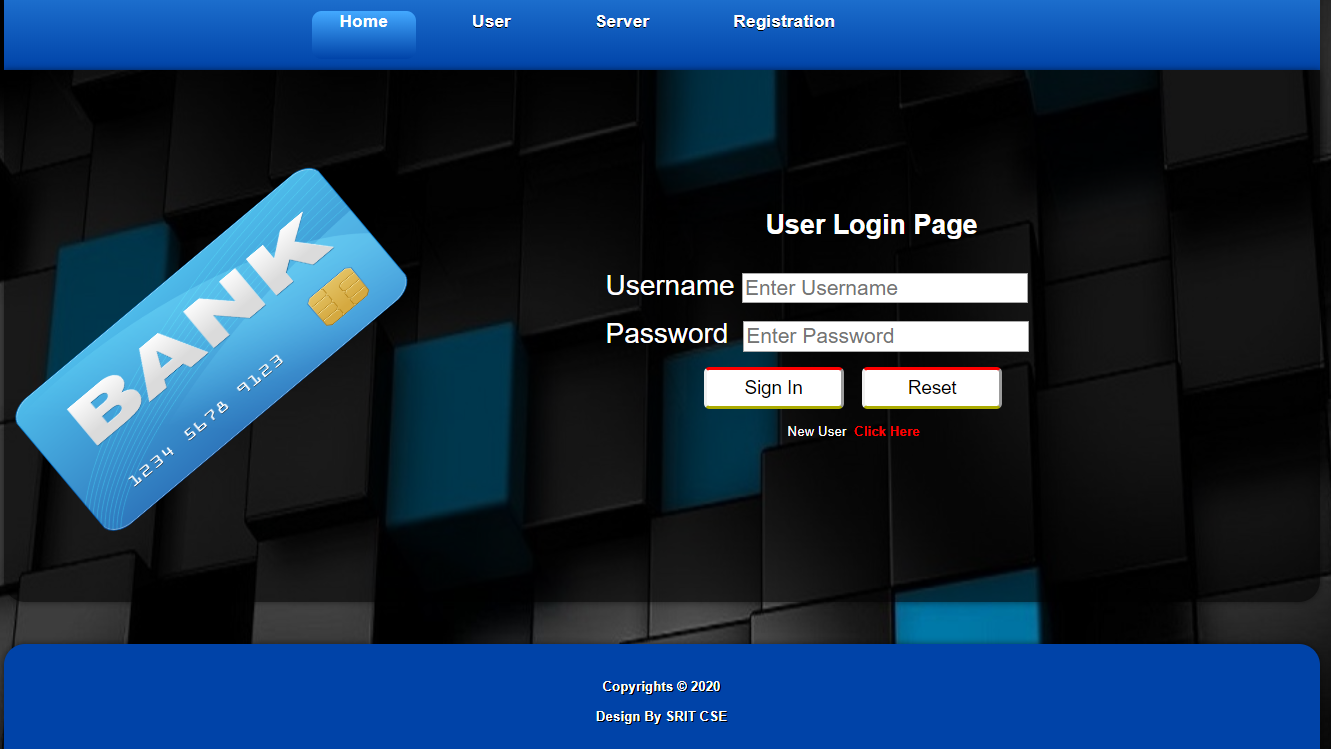 Home User Server Registration
BANK
1234 5678 9123
User Login Page
Username Enter Username
Password Enter Password
Sign In Reset
New User Click Here
Copyrights © 2020
Design By SRIT CSE